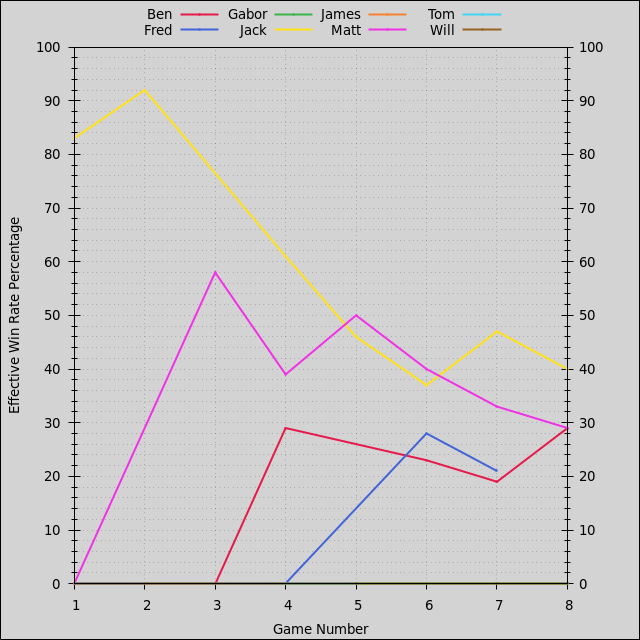 Ben Gabor James Tom
Fred Jack Matt Will
100 100
90 90
80 80
70 70
60 60
50 50
40 40
30 30
20 20
10 10
0 0
1 2 3 4 5 6 7 8
Game Number
Effective Win Rate Percentage